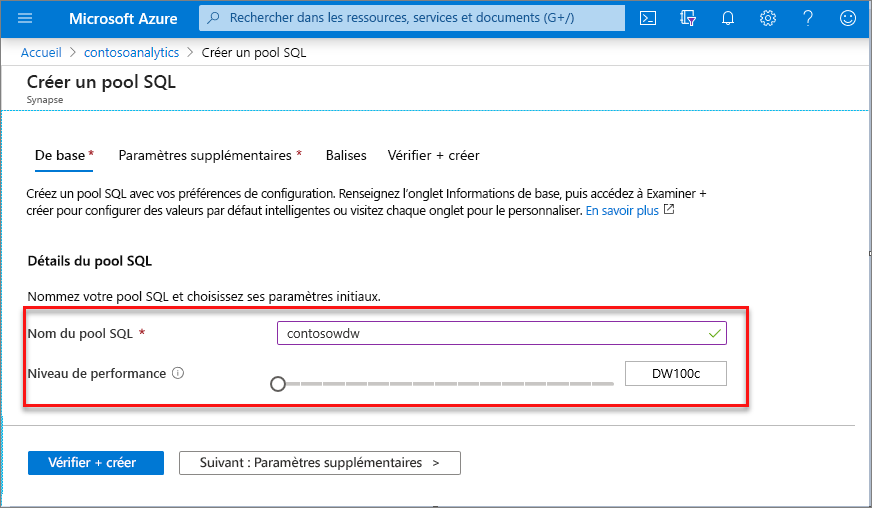 Microsoft Azure
Rechercher dans les ressources, services et documents (G+/)
Accueil > contosoanalytics > Créer un pool SQL
Créer un pool SQL
Synapse
De base * Paramètres supplémentaires * Balises Vérifier + créer
Créez un pool SQL avec vos préférences de configuration. Renseignez l'onglet Informations de base, puis accédez à Examiner +
créer pour configurer des valeurs par défaut intelligentes ou visitez chaque onglet pour le personnaliser. En savoir plus
Détails du pool SQL
Nommez votre pool SQL et choisissez ses paramètres initiaux.
Nom du pool SQL * contosowdw
Niveau de performance DW100c
Vérifier + créer Suivant : Paramètres supplémentaires >